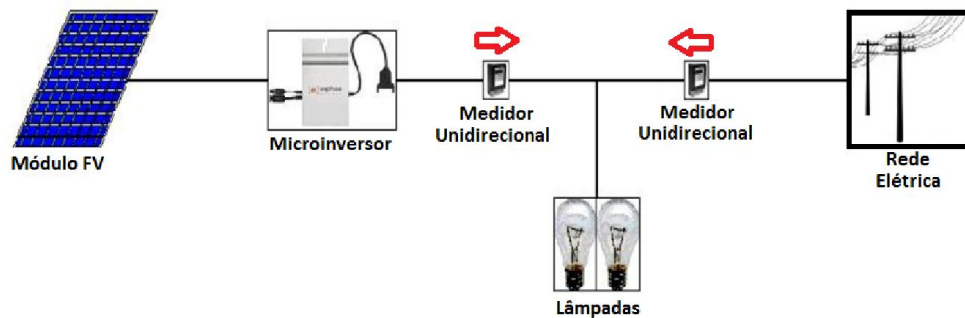 Módulo FV
Microinversor
Medidor
Unidirecional
Medidor
Unidirecional
Rede
Elétrica
Lâmpadas